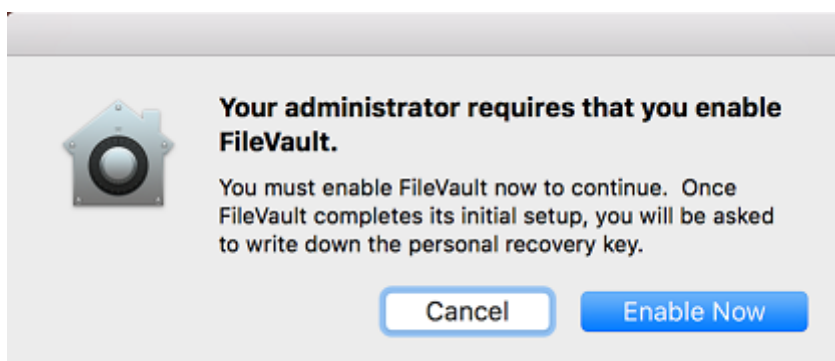 Your administrator requires that you enable
FileVault.
You must enable FileVault now to continue.  Once
FileVault completes its initial setup, you will be asked
to write down the personal recovery key.
Cancel
Enable Now